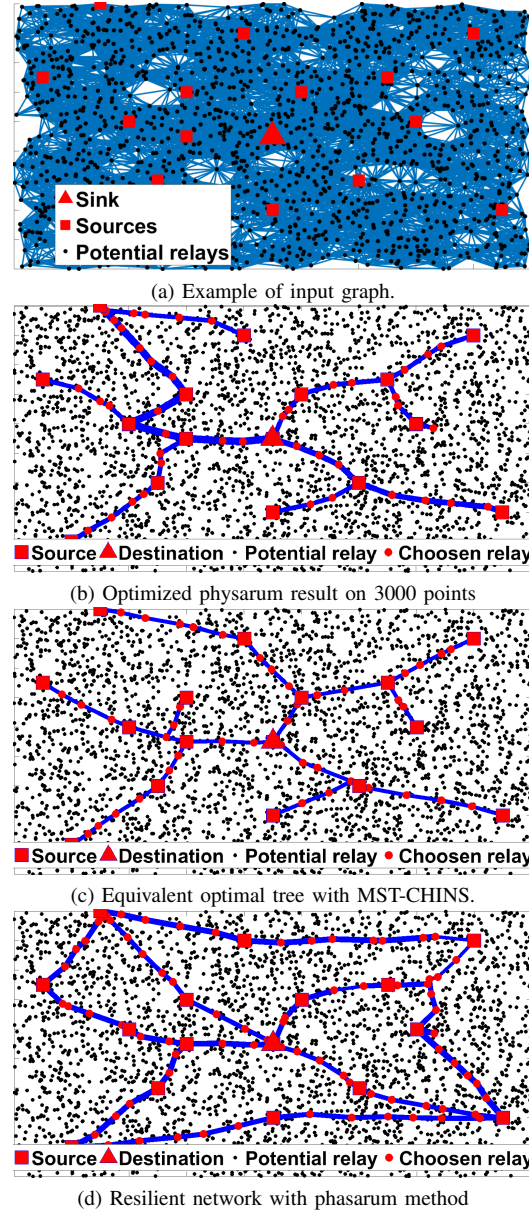 Sink
Sources
Potential relays
(a) Example of input graph.
Source Destination · Potential relay Choosen relay
(b) Optimized physarum result on 3000 points
Source Destination · Potential relay Choosen relay
(c) Equivalent optimal tree with MST-CHINS.
Source Destination · Potential relay Choosen relay
(d) Resilient network with phasarum method